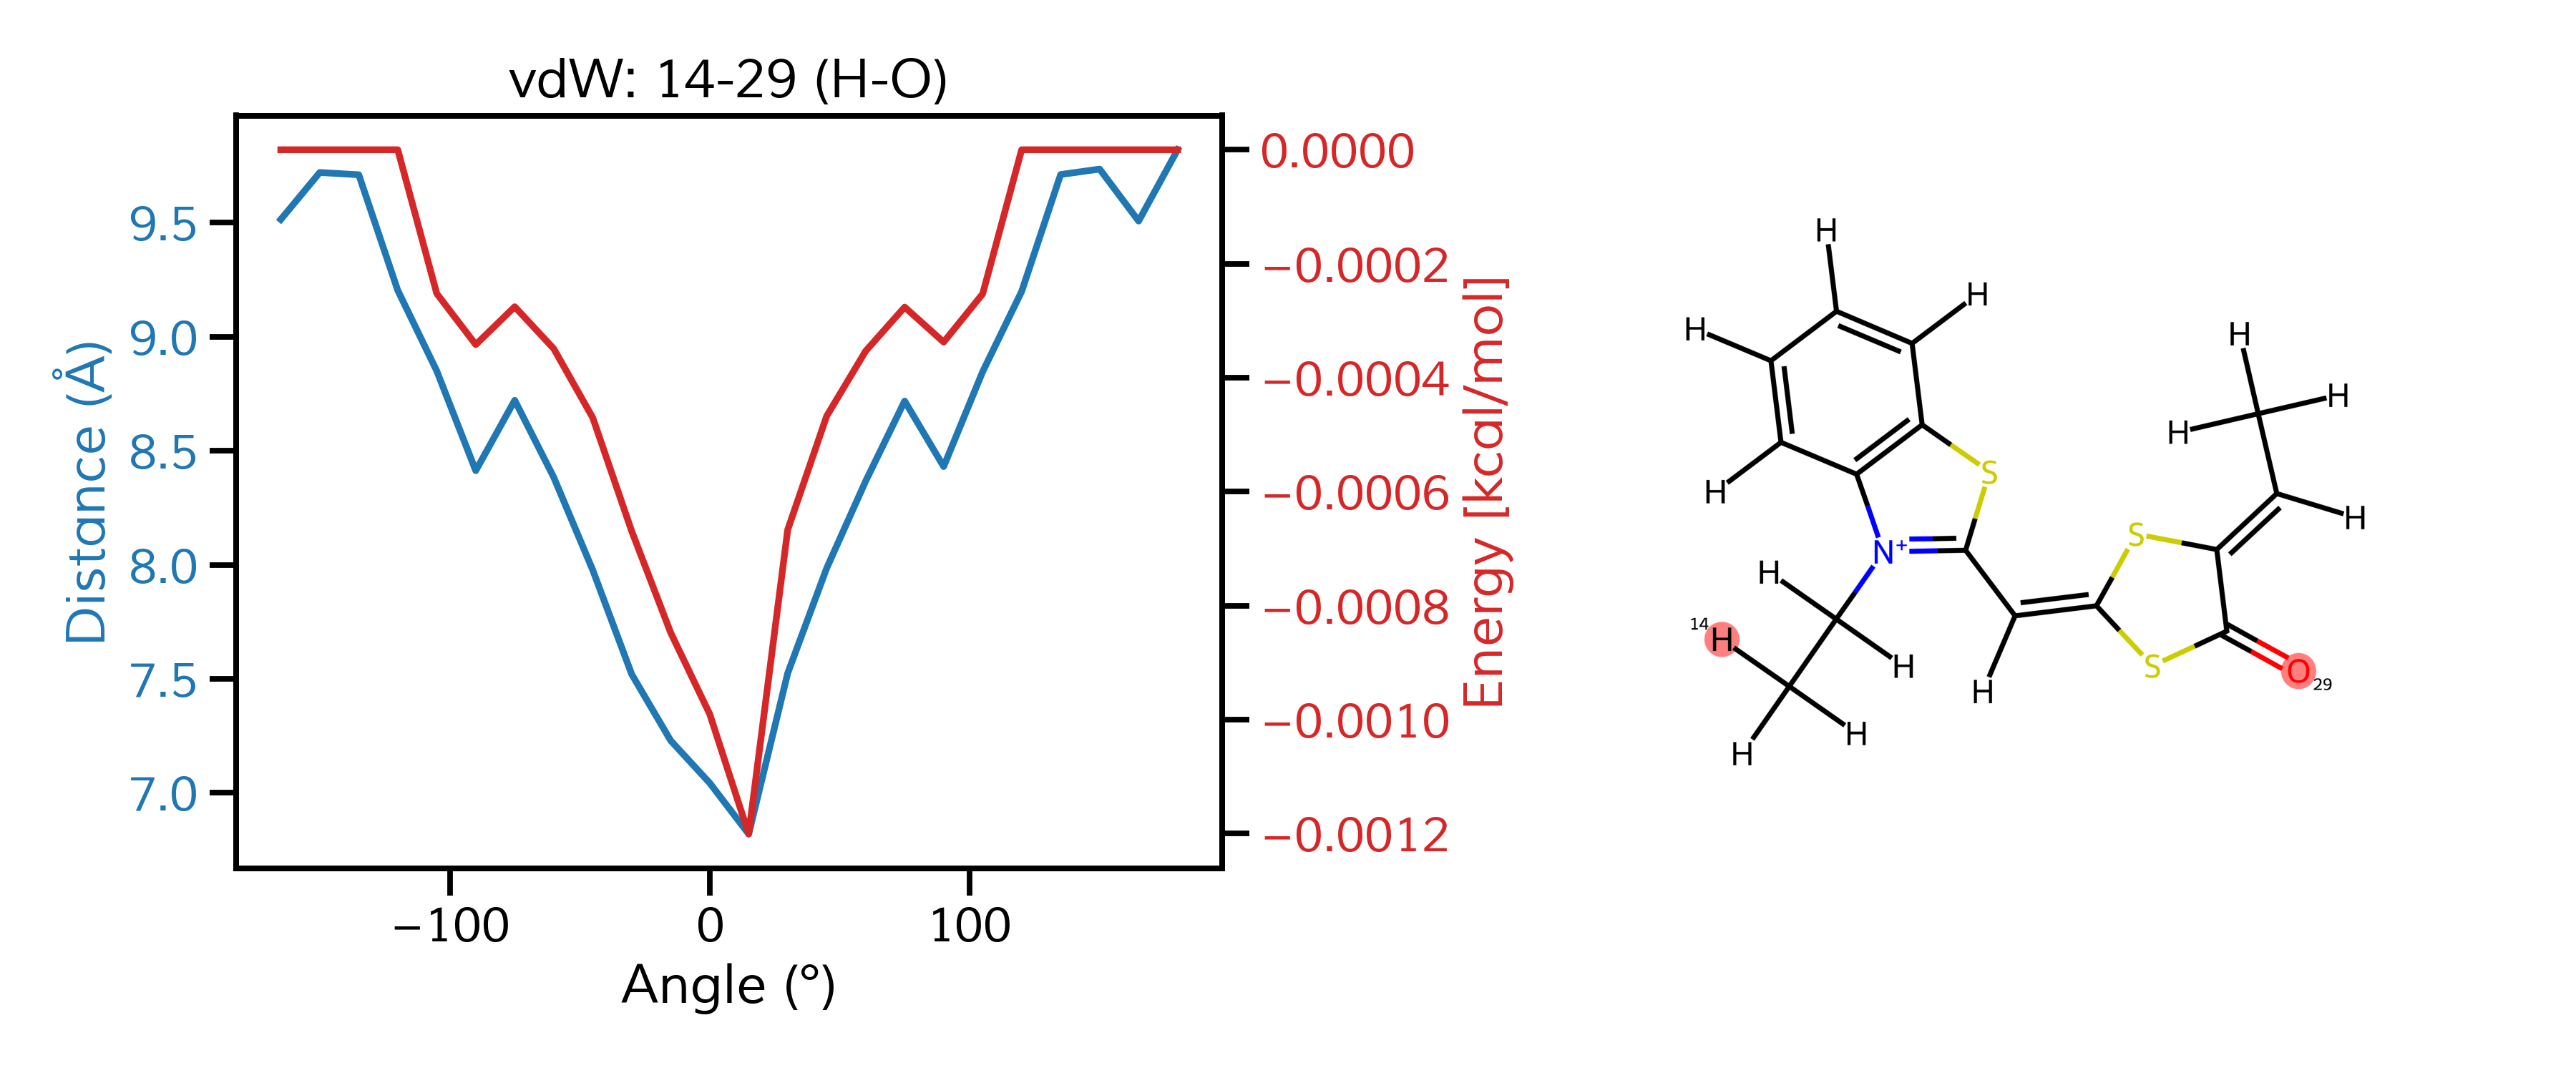 vdW: 14-29 (H-O)
Distance (Å)
9.5
9.0
8.5
8.0
7.5
7.0
−100
0
100
Angle (°)
0.0000
−0.0002
−0.0004
−0.0006
−0.0008
−0.0010
−0.0012
Energy [kcal/mol]
H
H
H
H
H
H
H
S
H
H
S
N+
H
14
H
H
S
O
29
H
H
H